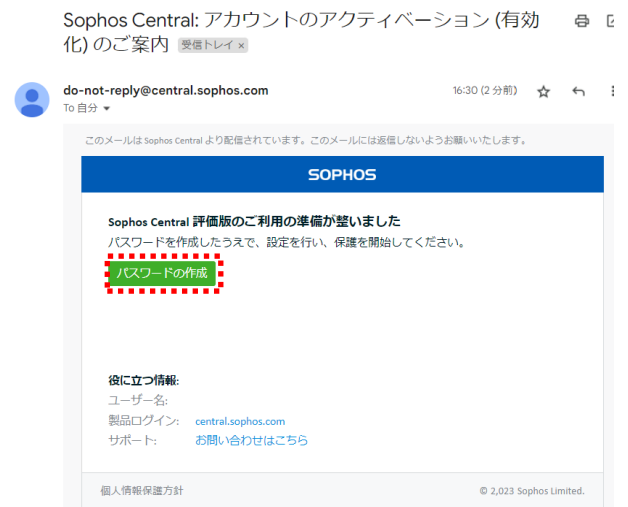 Sophos Central: アカウントのアクティベーション (有効
化) のご案内 受信トレイ ×
do-not-reply@central.sophos.com 16:30 (2 分前)
To 自分
このメールは Sophos Central より配信されています。このメールには返信しないようお願いいたします。
SOPHOS
Sophos Central 評価版のご利用の準備が整いました
パスワードを作成したうえで、設定を行い、保護を開始してください。
パスワードの作成
役に立つ情報:
ユーザー名:
製品ログイン: central.sophos.com
サポート: お問い合わせはこちら
個人情報保護方針 © 2,023 Sophos Limited.